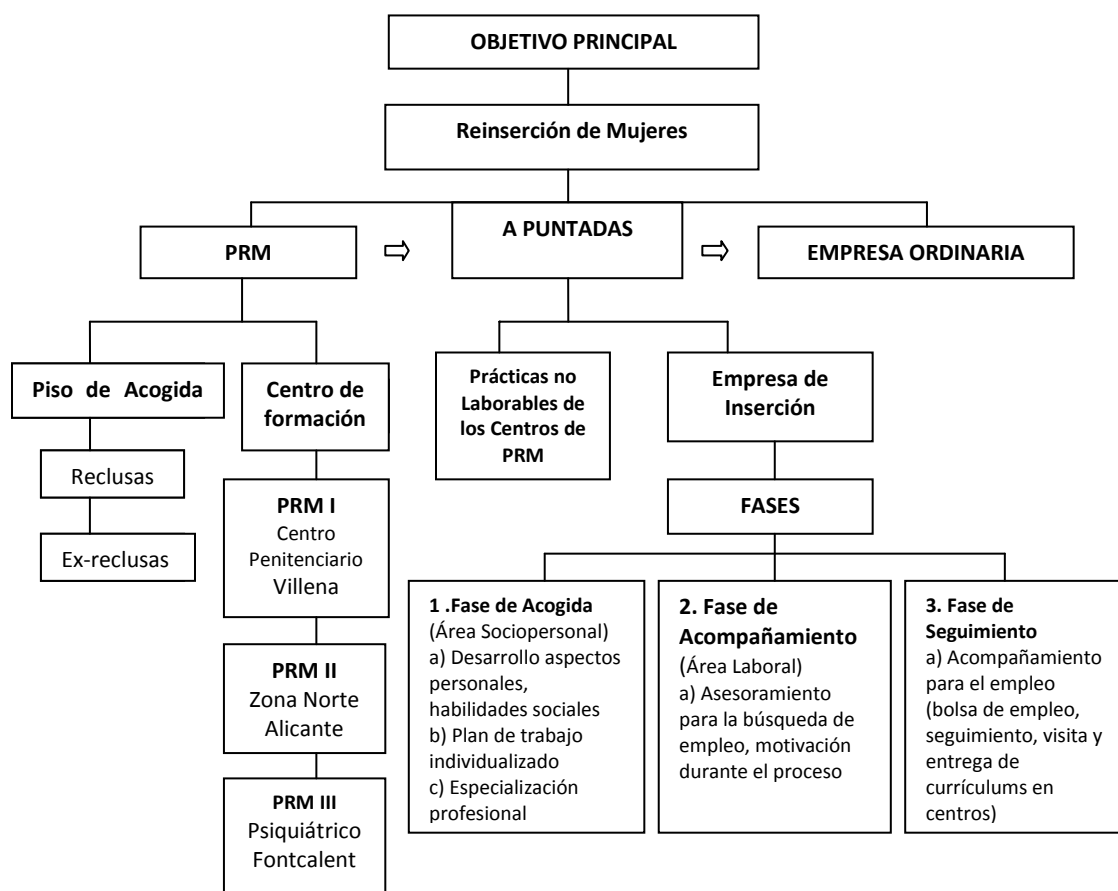 OBJETIVO PRINCIPAL
Reinserción de Mujeres
PRM
A PUNTADAS
EMPRESA ORDINARIA
Piso de Acogida
Reclusas
Ex-reclusas
Centro de
formación
PRM I
Centro
Penitenciario
Villena
PRM II
Zona Norte
Alicante
PRM III
Psiquiátrico
Fontcalent
Prácticas no
Laborables de
los Centros de
PRM
Empresa de
Inserción
FASES
1 .Fase de Acogida
(Área Sociopersonal)
a) Desarrollo aspectos
personales,
habilidades sociales
b) Plan de trabajo
individualizado
c) Especialización
profesional
2. Fase de
Acompañamiento
(Área Laboral)
a) Asesoramiento
para la búsqueda de
empleo, motivación
durante el proceso
3. Fase de
Seguimiento
a) Acompañamiento
para el empleo
(bolsa de empleo,
seguimiento, visita y
entrega de
currículums en
centros)